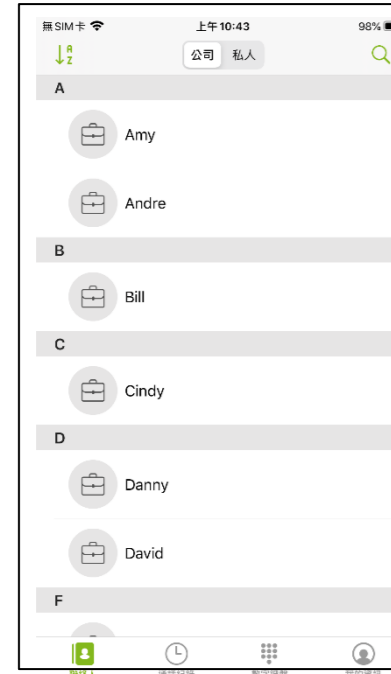 無SIM卡 上午10:43 98%
公司 私人
A
Amy
Andre
B
Bill
C
Cindy
D
Danny
David
F